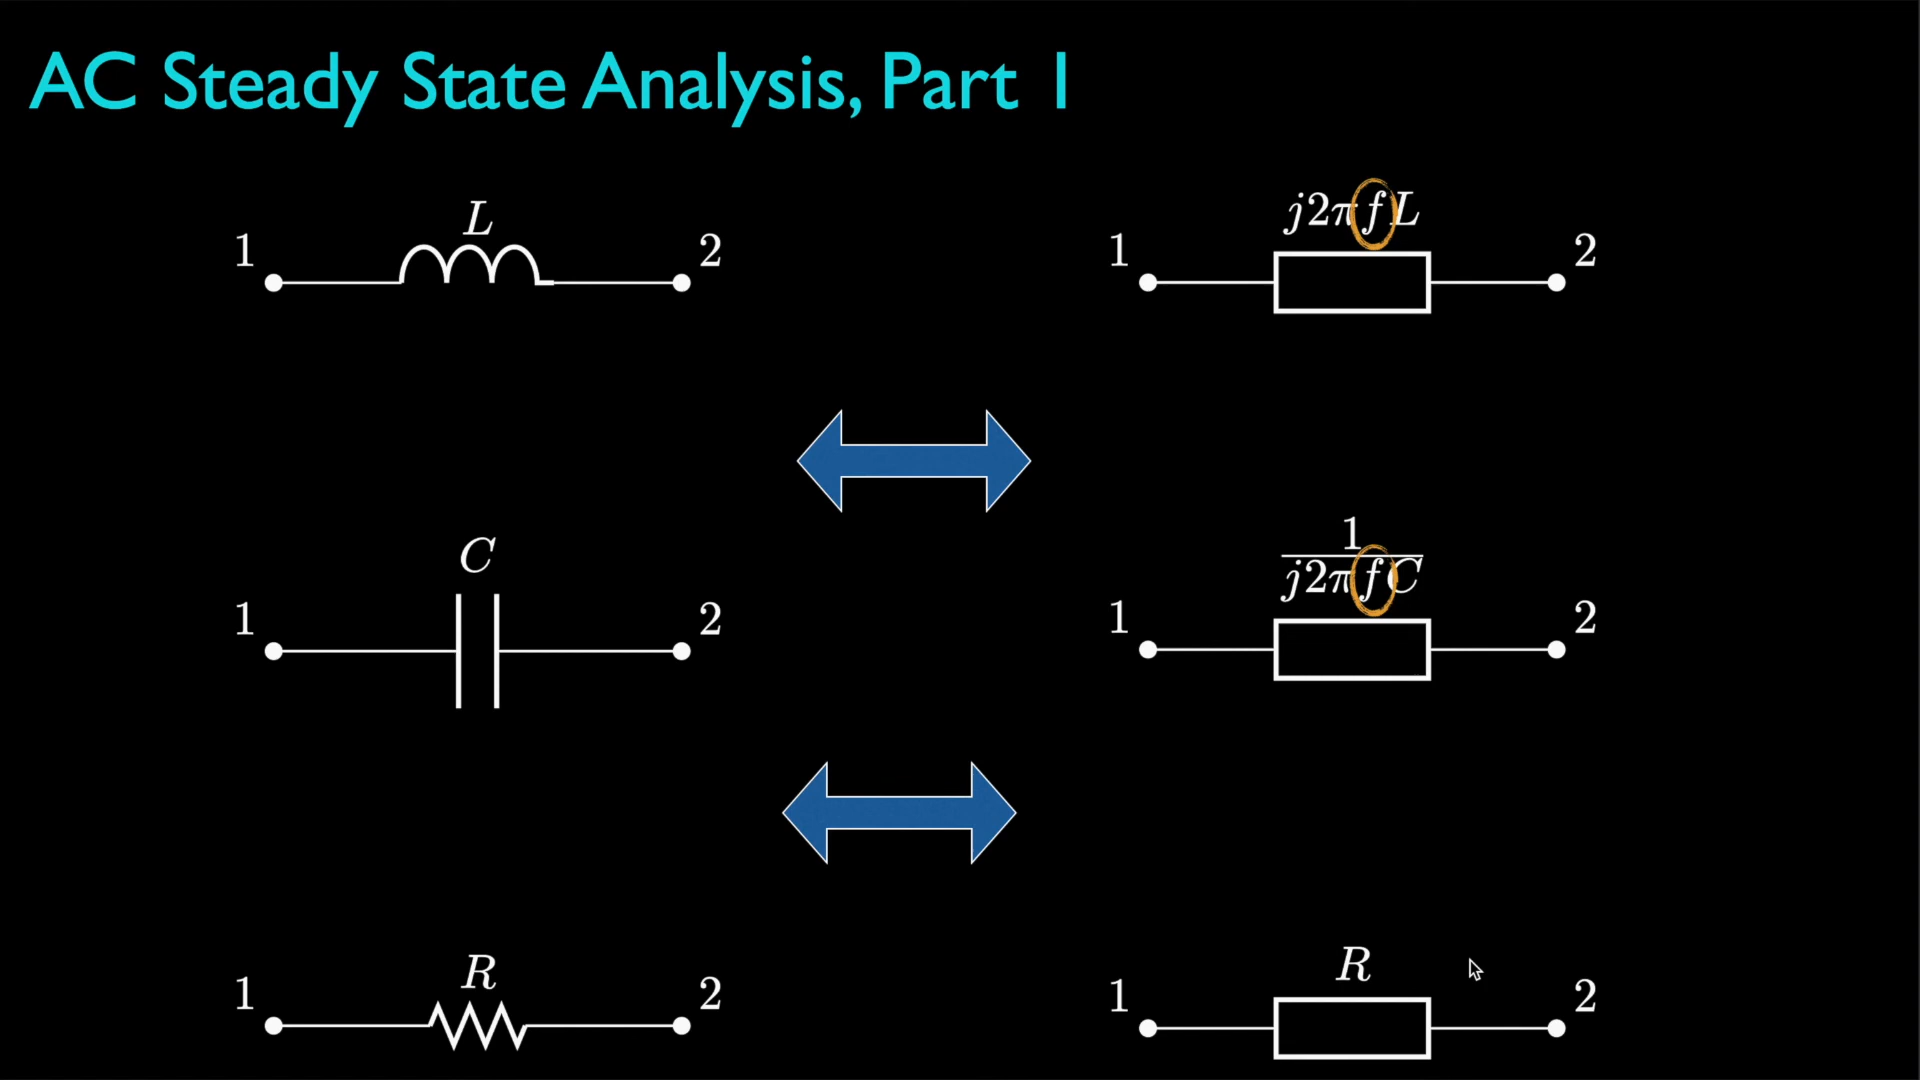 AC Steady State Analysis, Part 1
L
1 2
j2πfL
1 2
C
1 2
1
j2πfC
1 2
R
1 2
R
1 2